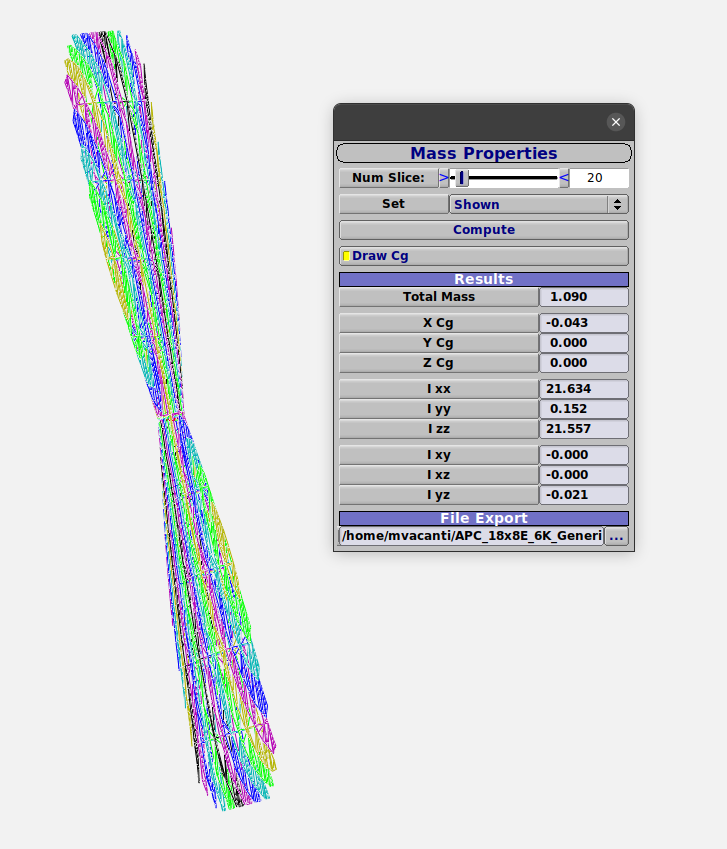 Mass Properties
Num Slice: > < 20
Set Shown
Compute
Draw Cg
Results
Total Mass 1.090
X Cg -0.043
Y Cg 0.000
Z Cg 0.000
I xx 21.634
I yy 0.152
I zz 21.557
I xy -0.000
I xz -0.000
I yz -0.021
File Export
/home/mvacanti/APC_18x8E_6K_Generi ...